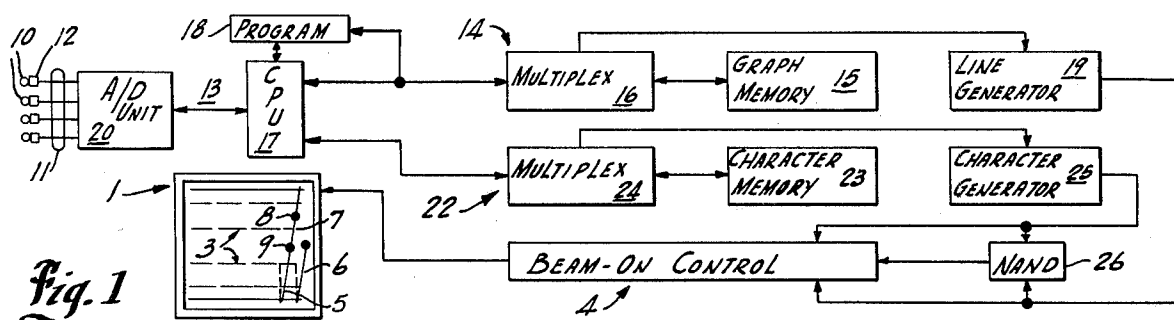 10
12
18
PROGRAM
14
A/D UNIT
20
11
13
CPU
17
MULTIPLEX
16
GRAPH MEMORY
15
LINE GENERATOR
19
MULTIPLEX
24
22
CHARACTER MEMORY 23
CHARACTER GENERATOR
25
1
8
7
3
9
6
5
BEAM-ON CONTROL
4
NAND
26
Fig. 1